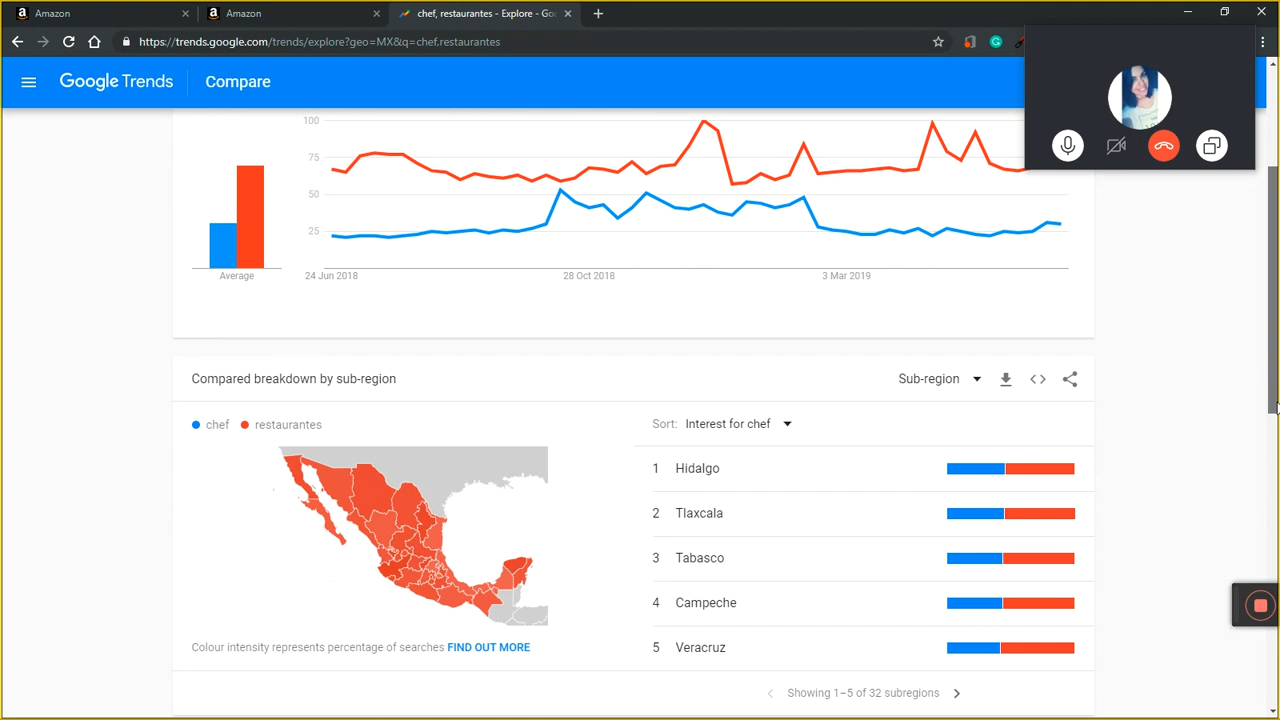 Amazon
Amazon
chef, restaurantes - Explore - Goo
https://trends.google.com/trends/explore?geo=MX&q=chef,restaurantes
Google Trends
Compare
100
75
50
25
Average
24 Jun 2018
28 Oct 2018
3 Mar 2019
Compared breakdown by sub-region
Sub-region
chef
restaurantes
Sort: Interest for chef
1 Hidalgo
2 Tlaxcala
3 Tabasco
4 Campeche
5 Veracruz
Colour intensity represents percentage of searches FIND OUT MORE
Showing 1–5 of 32 subregions